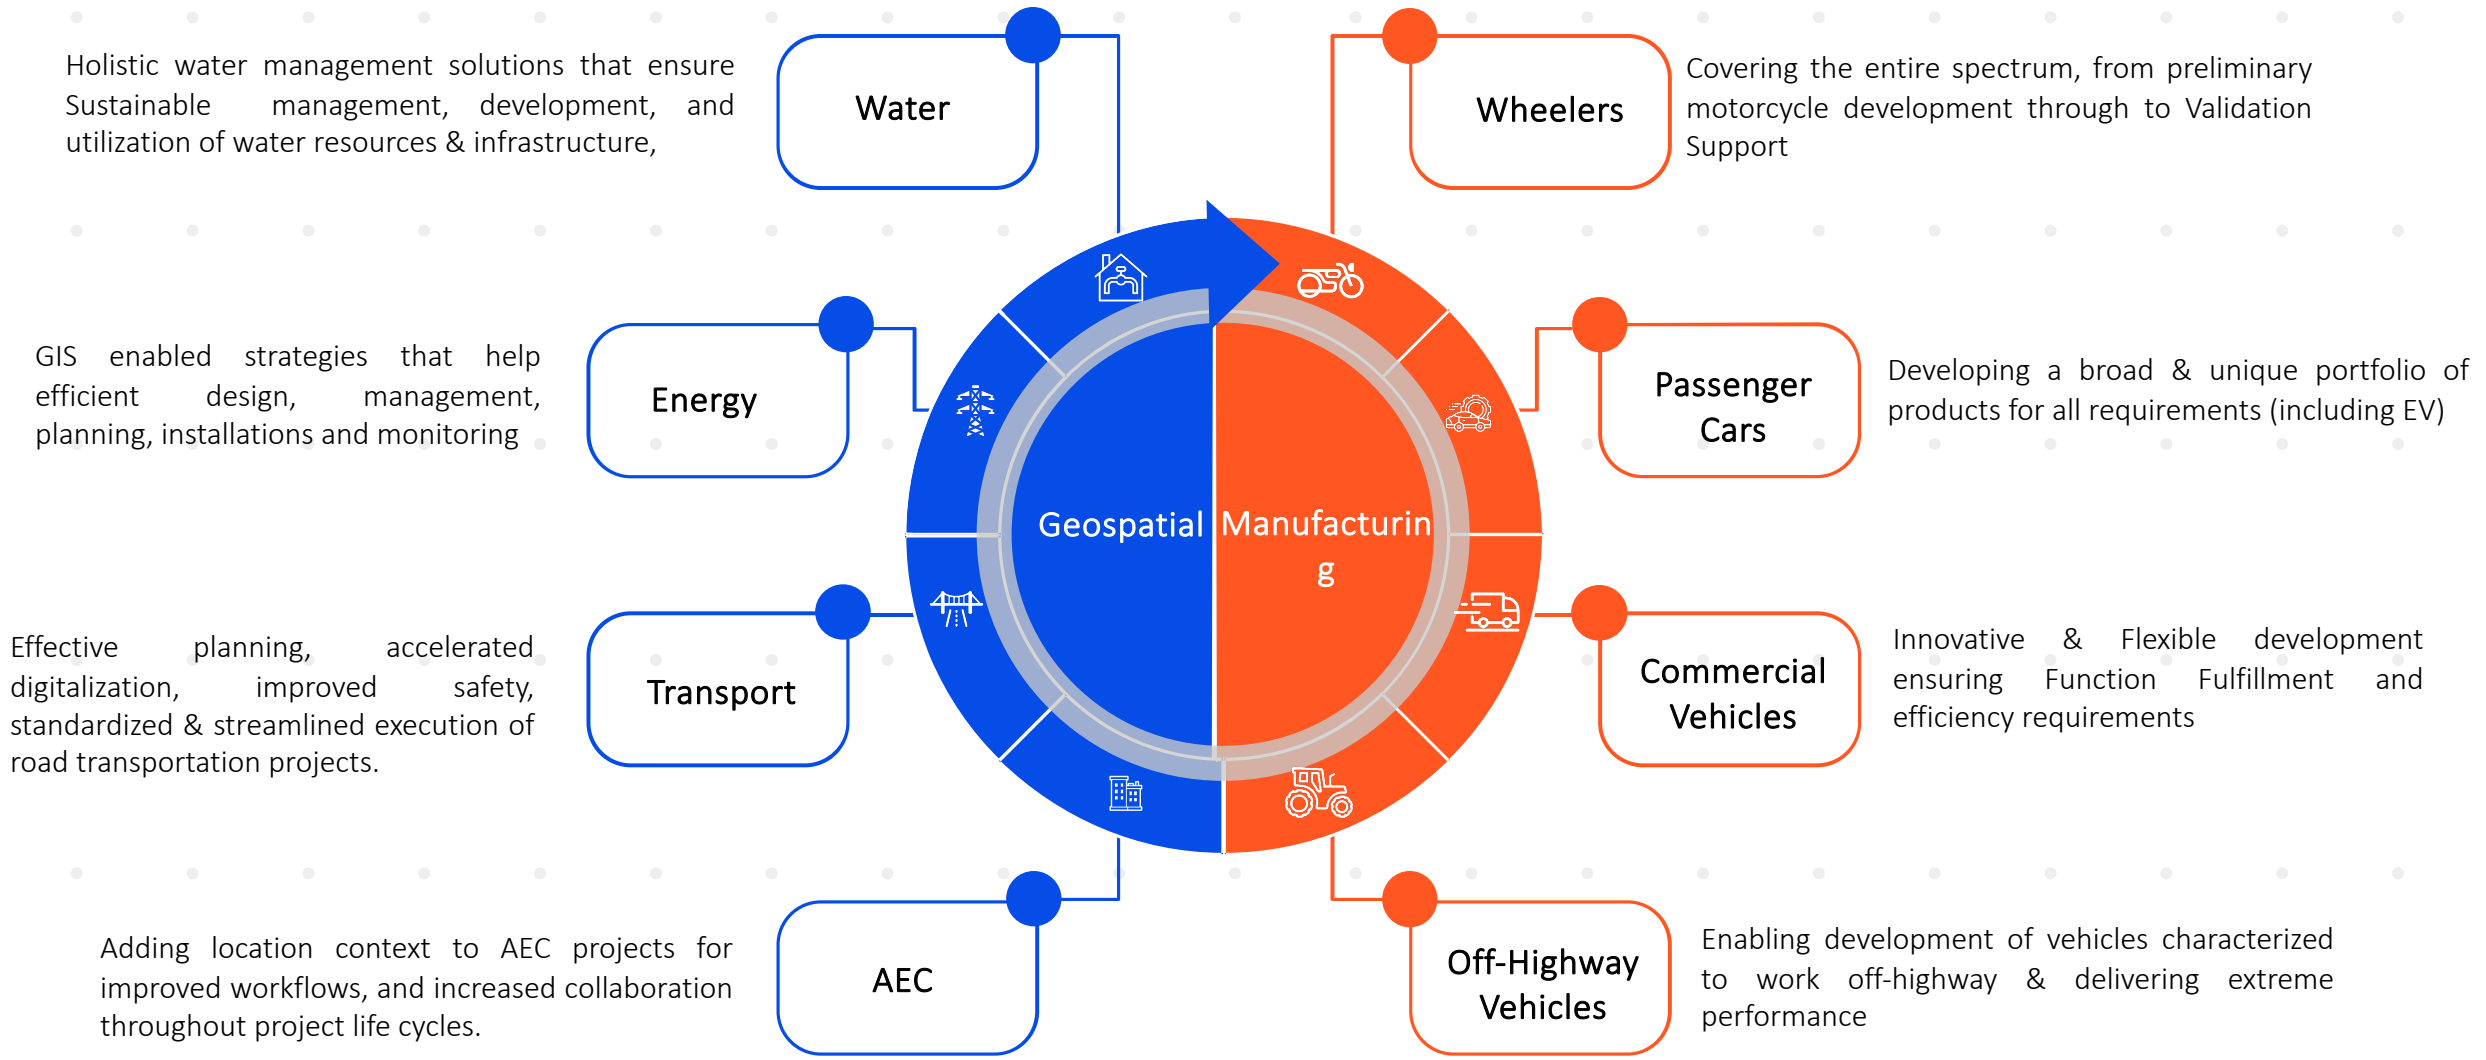 Holistic water management solutions that ensure
Sustainable management, development, and
utilization of water resources & infrastructure,
Water
Wheelers
Covering the entire spectrum, from preliminary
motorcycle development through to Validation
Support
GIS enabled strategies that help
efficient design, management,
planning, installations and monitoring
Energy
Passenger
Cars
Developing a broad & unique portfolio of
products for all requirements (including EV)
Geospatial
Manufacturin
g
Effective planning, accelerated
digitalization, improved safety,
standardized & streamlined execution of
road transportation projects.
Transport
Commercial
Vehicles
Innovative & Flexible development
ensuring Function Fulfillment and
efficiency requirements
Adding location context to AEC projects for
improved workflows, and increased collaboration
throughout project life cycles.
AEC
Off-Highway
Vehicles
Enabling development of vehicles characterized
to work off-highway & delivering extreme
performance